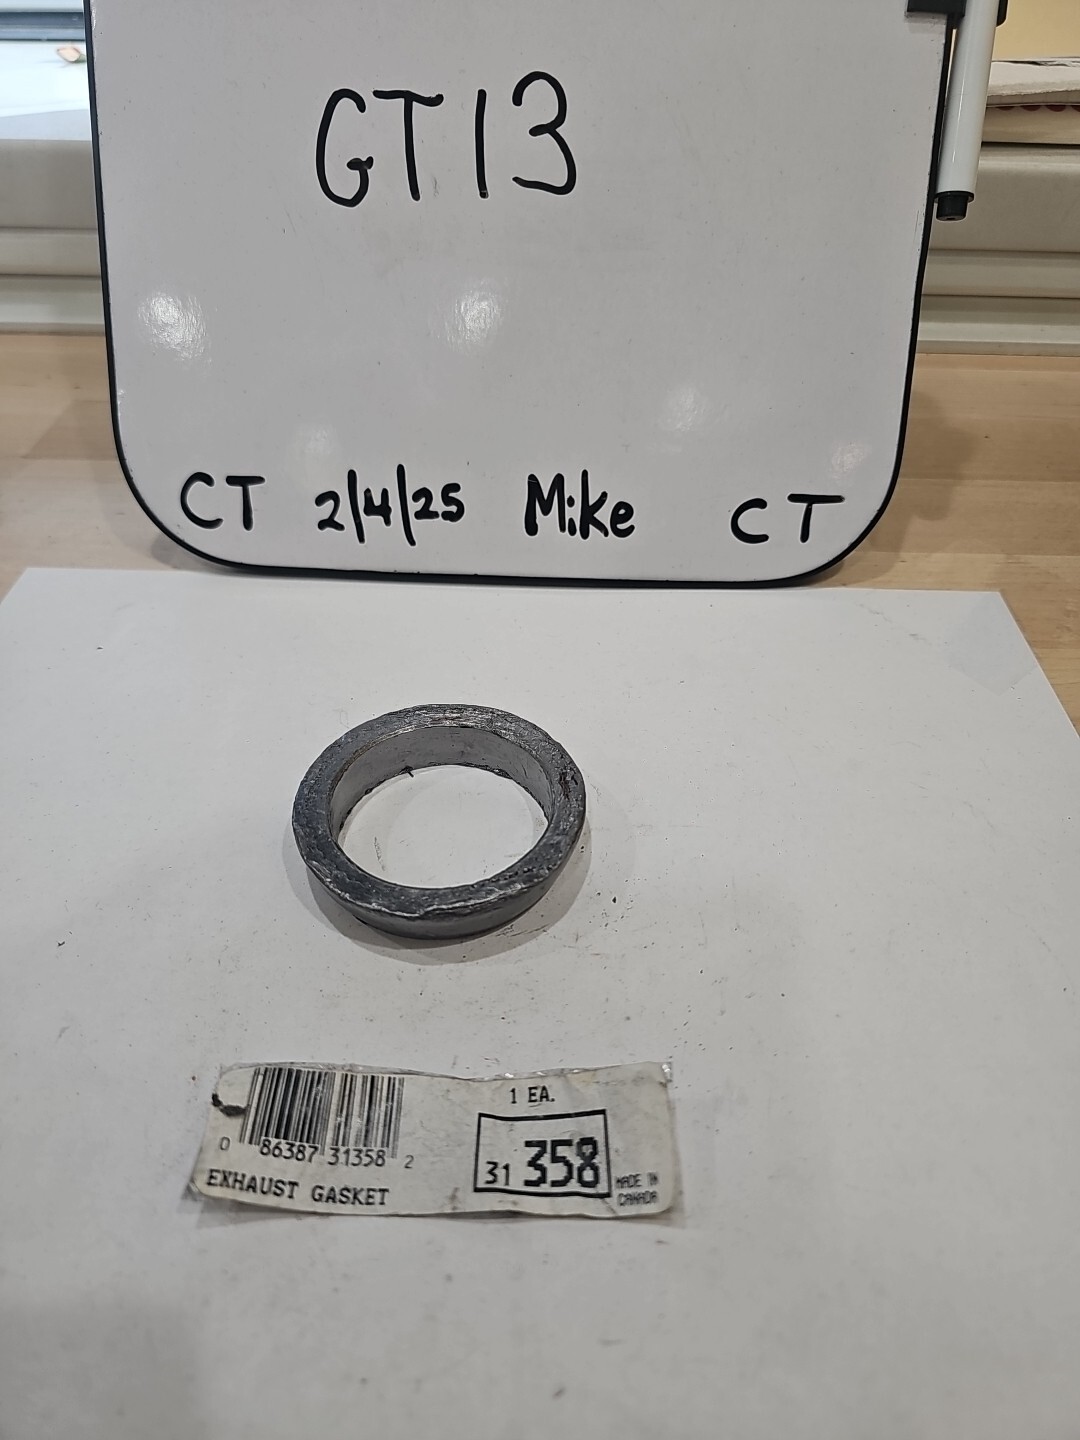 GT13
CT 2/4/25 Mike CT
1 EA.
0 86387 31358 2
31 358
EXHAUST GASKET
MADE IN
CANADA